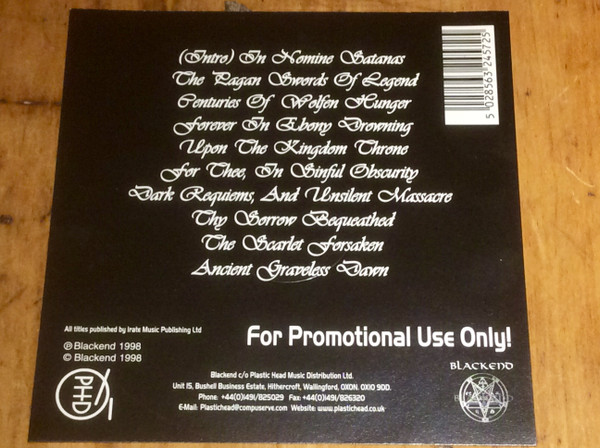 (Intro) In Nomine Satanas
The Pagan Swords Of Legend
Centuries Of Wolfen Hunger
Forever In Ebony Drowning
Upon The Kingdom Throne
For Thee, In Sinful Obscurity
Dark Requiems, And Unsilent Massacre
Thy Sorrow Bequeathed
The Scarlet Forsaken
Ancient Graveless Dawn
5 028563 245725
All titles published by Irate Music Publishing Ltd
℗ Blackend 1998
© Blackend 1998
For Promotional Use Only!
PHD
Blackend c/o Plastic Head Music Distribution Ltd.
Unit 15, Bushell Business Estate, Hithercroft, Wallingford, OXON. OX10 9DD.
Phone: +44(0)1491/825029 Fax: +44(0)1491/826320
E-Mail: Plastichead@compuserve.com Website: www.plastichead.co.uk
BLACKEND